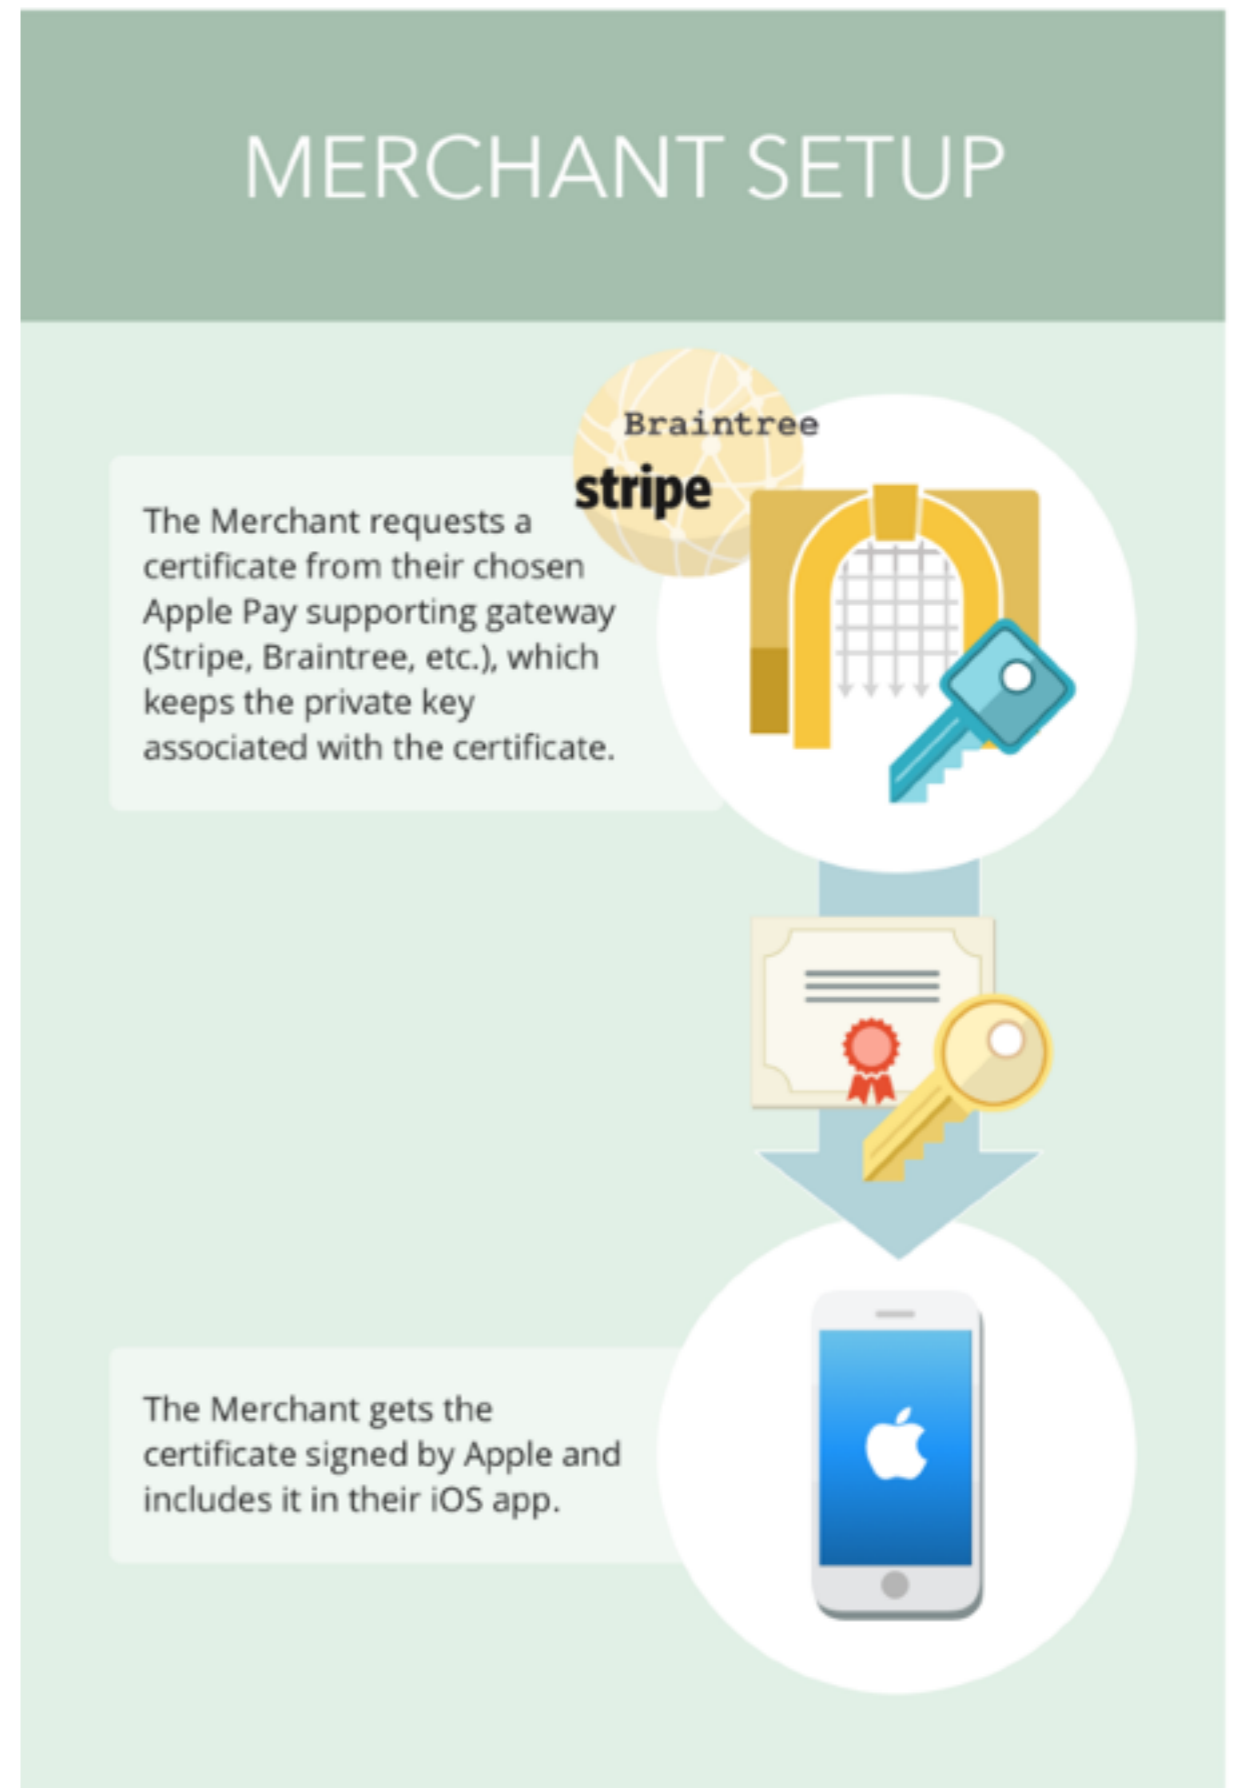 MERCHANT SETUP
Braintree
stripe
The Merchant requests a
certificate from their chosen
Apple Pay supporting gateway
(Stripe, Braintree, etc.), which
keeps the private key
associated with the certificate.
The Merchant gets the
certificate signed by Apple and
includes it in their iOS app.